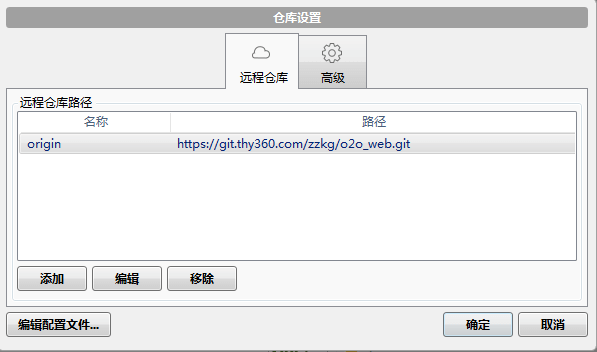 仓库设置
远程仓库
高级
远程仓库路径
名称 路径
origin https://git.thy360.com/zzkg/o2o_web.git
添加 编辑 移除
编辑配置文件... 确定 取消